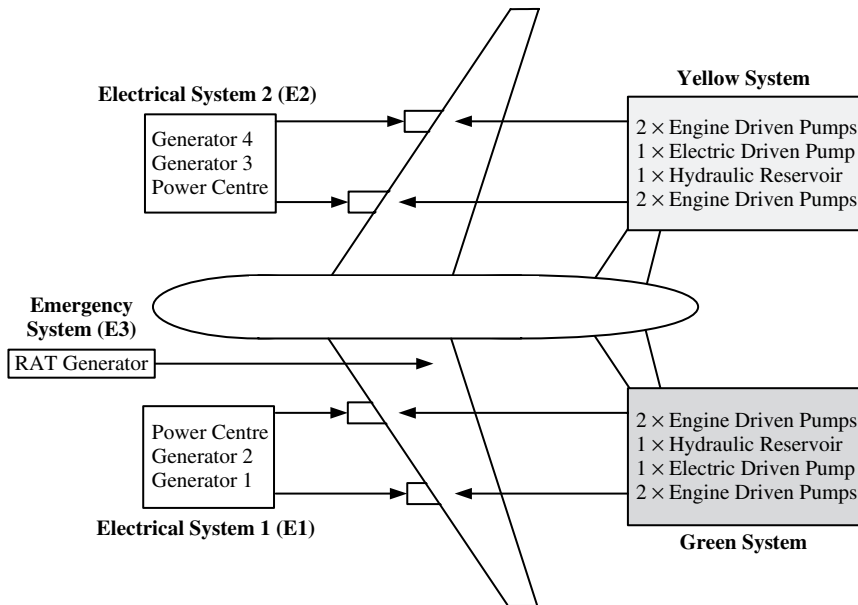 Electrical System 2 (E2)
Generator 4
Generator 3
Power Centre
Yellow System
2 × Engine Driven Pumps
1 × Electric Driven Pump
1 × Hydraulic Reservoir
2 × Engine Driven Pumps
Emergency
System (E3)
RAT Generator
Power Centre
Generator 2
Generator 1
Electrical System 1 (E1)
2 × Engine Driven Pumps
1 × Hydraulic Reservoir
1 × Electric Driven Pump
2 × Engine Driven Pumps
Green System